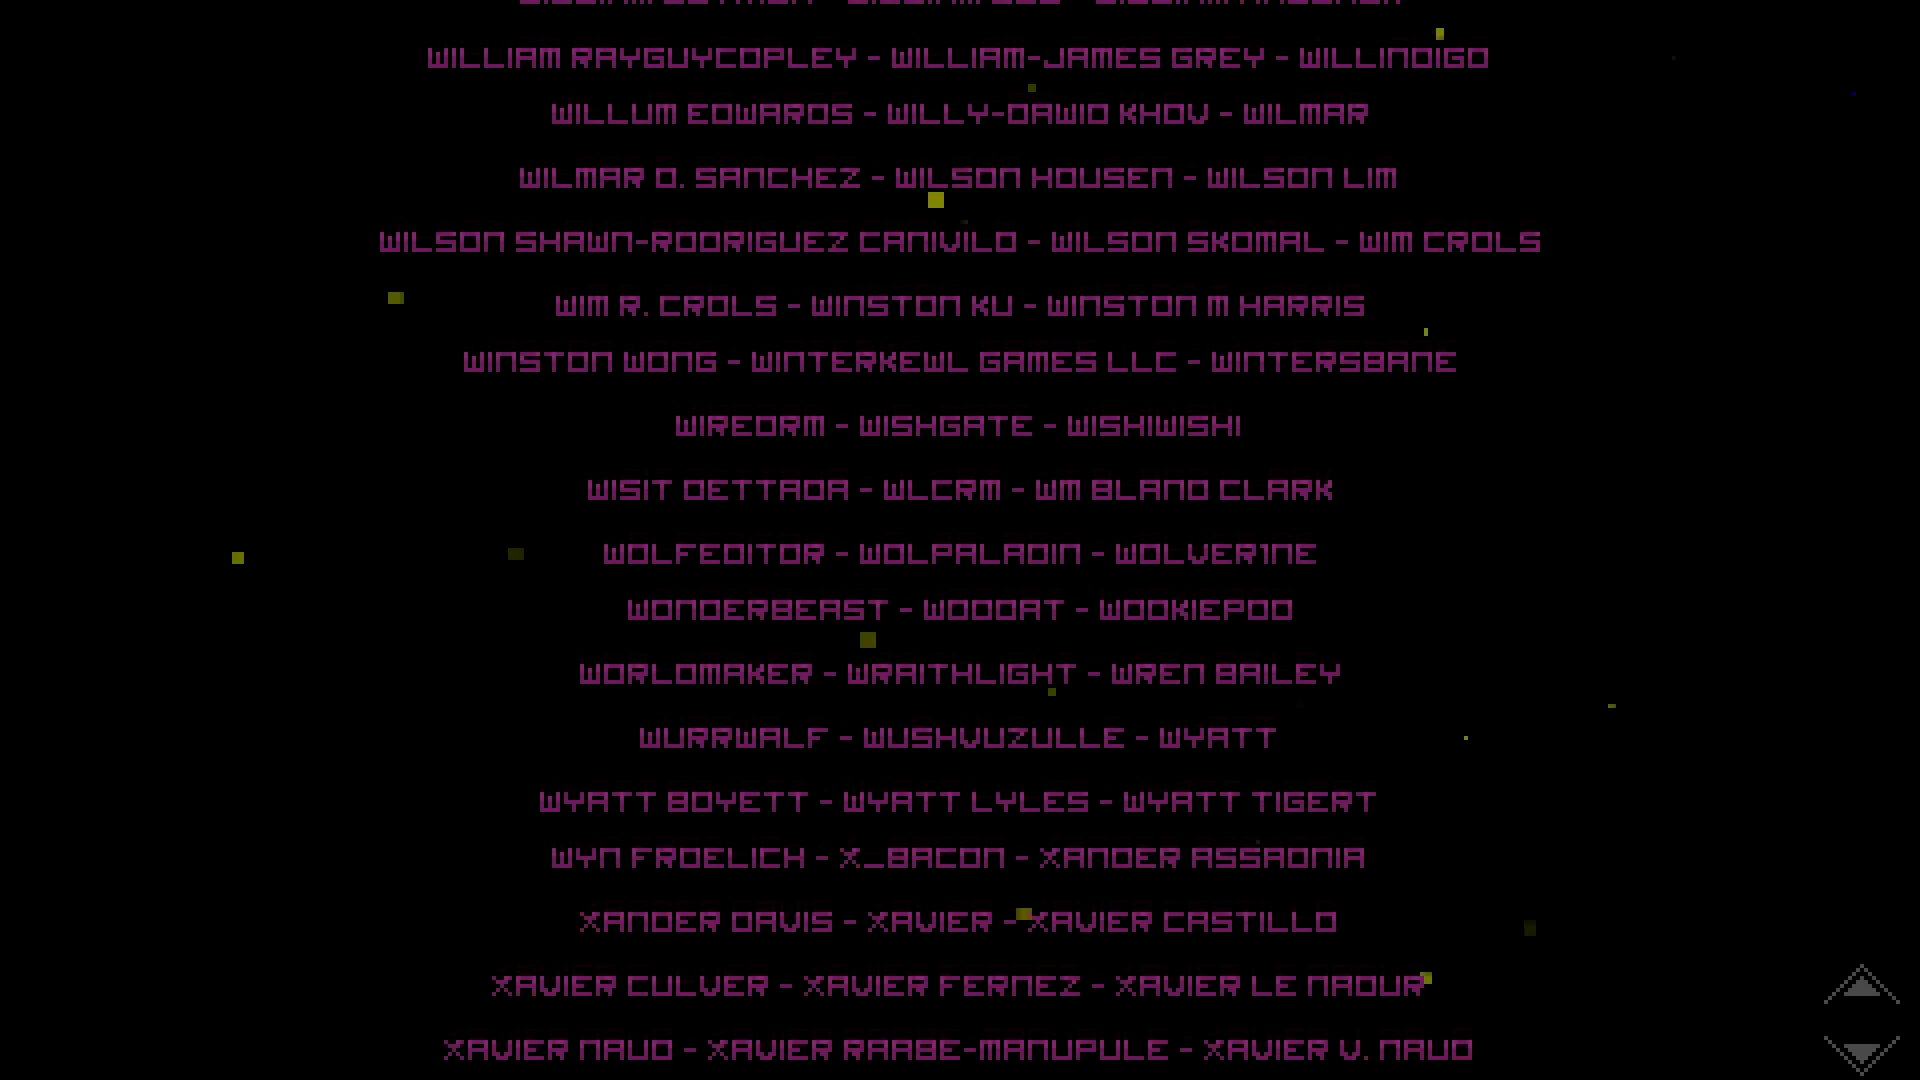 WILLIAM RAYGUYCOPLEY - WILLIAM-JAMES GREY - WILLINDIGO
WILLUM EDWARDS - WILLY-DAWID KHOV - WILMAR
WILMAR D. SANCHEZ - WILSON HOUSEN - WILSON LIM
WILSON SHAWN-RODRIGUEZ CANIVILO - WILSON SKOMAL - WIM CROLS
WIM R. CROLS - WINSTON KU - WINSTON M HARRIS
WINSTON WONG - WINTERKEWL GAMES LLC - WINTERSBANE
WIREDRM - WISHGATE - WISHIWISHI
WISIT DETTADA - WLCRM - WM BLAND CLARK
WOLFEDITOR - WOLPALADIN - WOLVER1NE
WONDERBEAST - WOODAT - WOOKIEPOO
WORLDMAKER - WRAITHLIGHT - WREN BAILEY
WURRWALF - WUSHVUZULLE - WYATT
WYATT BOYETT - WYATT LYLES - WYATT TIGERT
WYN FROELICH - X_BACON - XANDER ASSADNIA
XANDER DAVIS - XAVIER - XAVIER CASTILLO
XAVIER CULVER - XAVIER FERNEZ - XAVIER LE NAOUR
XAVIER NAUD - XAVIER RAABE-MANUPULE - XAVIER V. NAUD